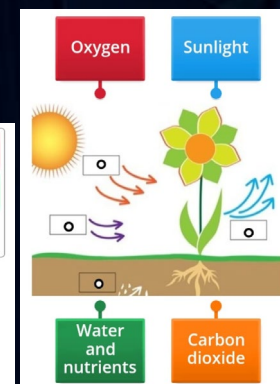 Oxygen
Sunlight
Water
and
nutrients
Carbon
dioxide